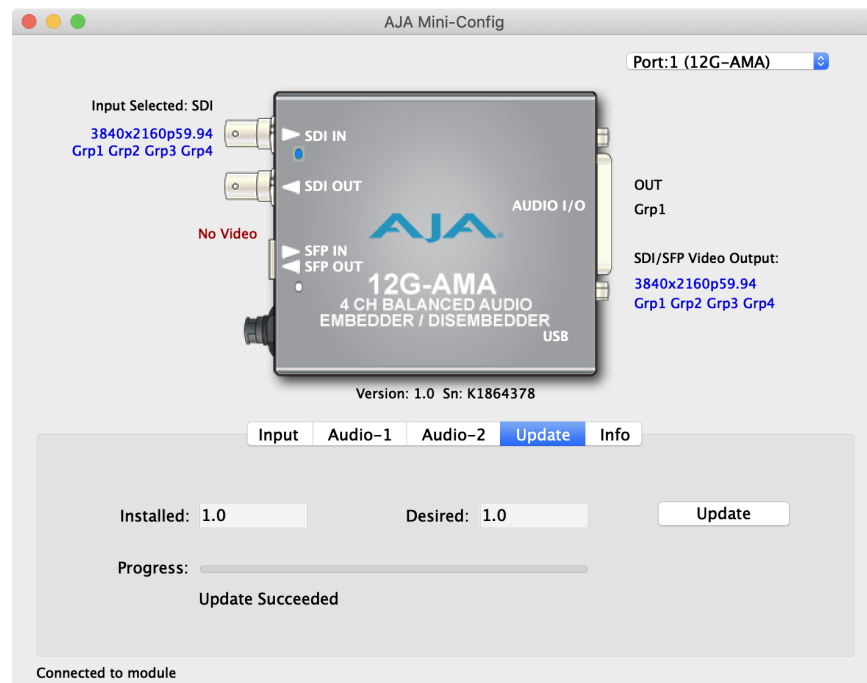 AJA Mini-Config
Port:1 (12G-AMA)
Input Selected: SDI
3840x2160p59.94
Grp1 Grp2 Grp3 Grp4
SDI IN
SDI OUT
AUDIO I/O
No Video
SFP IN
SFP OUT
AJA
12G-AMA
4 CH BALANCED AUDIO
EMBEDDER / DISEMBEDDER
USB
OUT
Grp1
SDI/SFP Video Output:
3840x2160p59.94
Grp1 Grp2 Grp3 Grp4
Version: 1.0 Sn: K1864378
Input Audio-1 Audio-2 Update Info
Installed: 1.0 Desired: 1.0 Update
Progress:
Update Succeeded
Connected to module